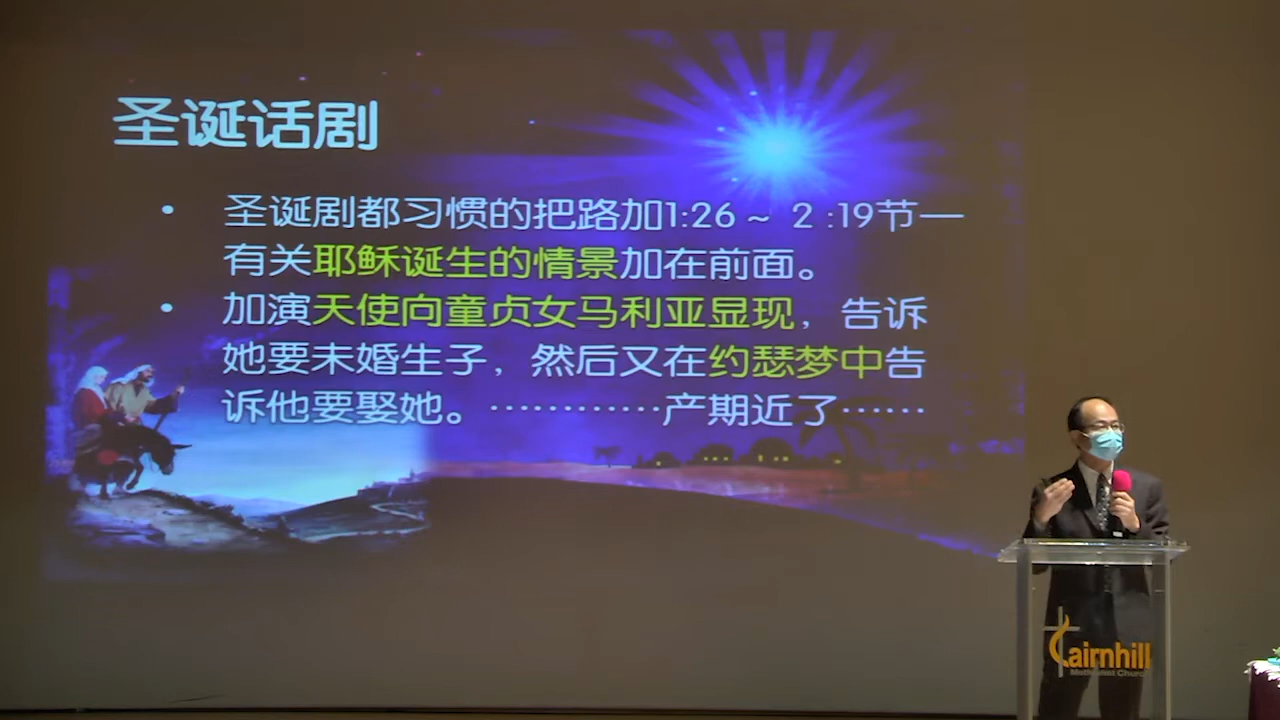 圣诞话剧
• 圣诞剧都习惯的把路加1:26 ~ 2 :19节一
有关耶稣诞生的情景加在前面。
• 加演天使向童贞女马利亚显现，告诉
她要未婚生子，然后又在约瑟梦中告
诉他要娶她。…………产期近了……
Cairnhill
Methodist Church